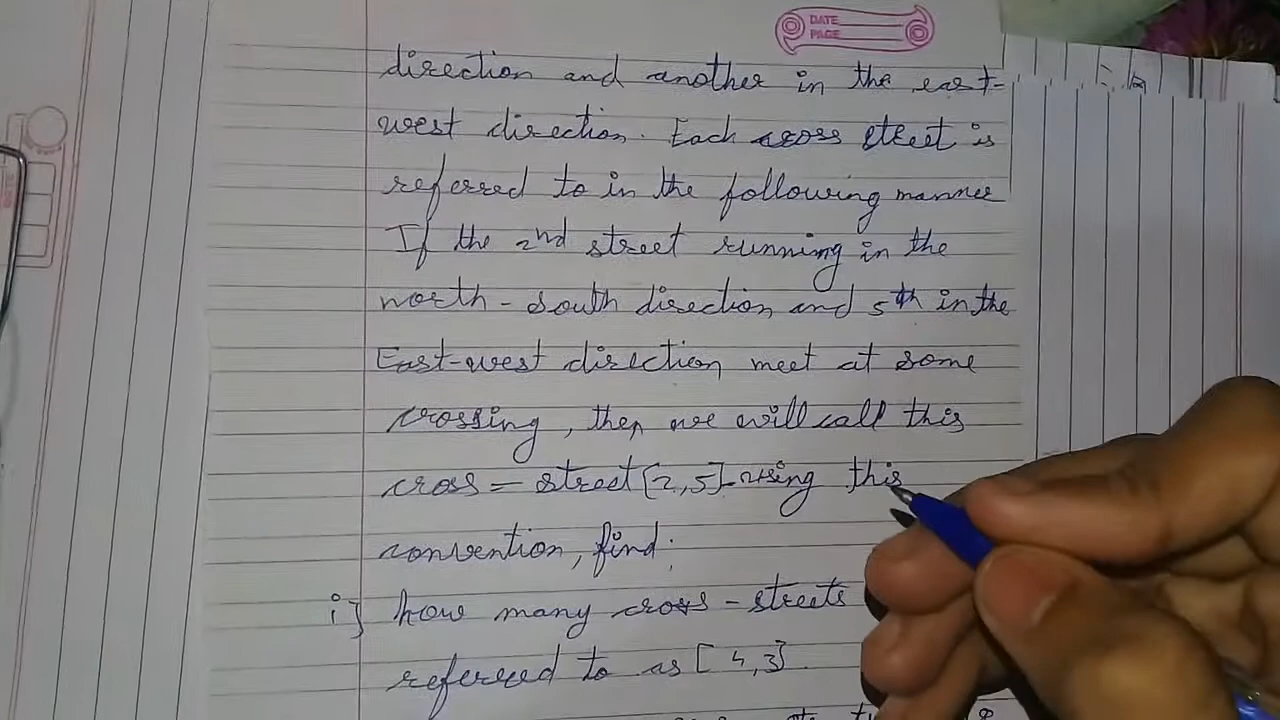 DATE
PAGE
direction and another in the east-
west direction. Each cross street is
referred to in the following manner
If the 2nd street running in the
north - south direction and 5th in the
East-west direction meet at some
crossing, then we will call this
cross = street [2,5]. using this
convention, find:
i] how many cross - streets
referred to as [4,3].